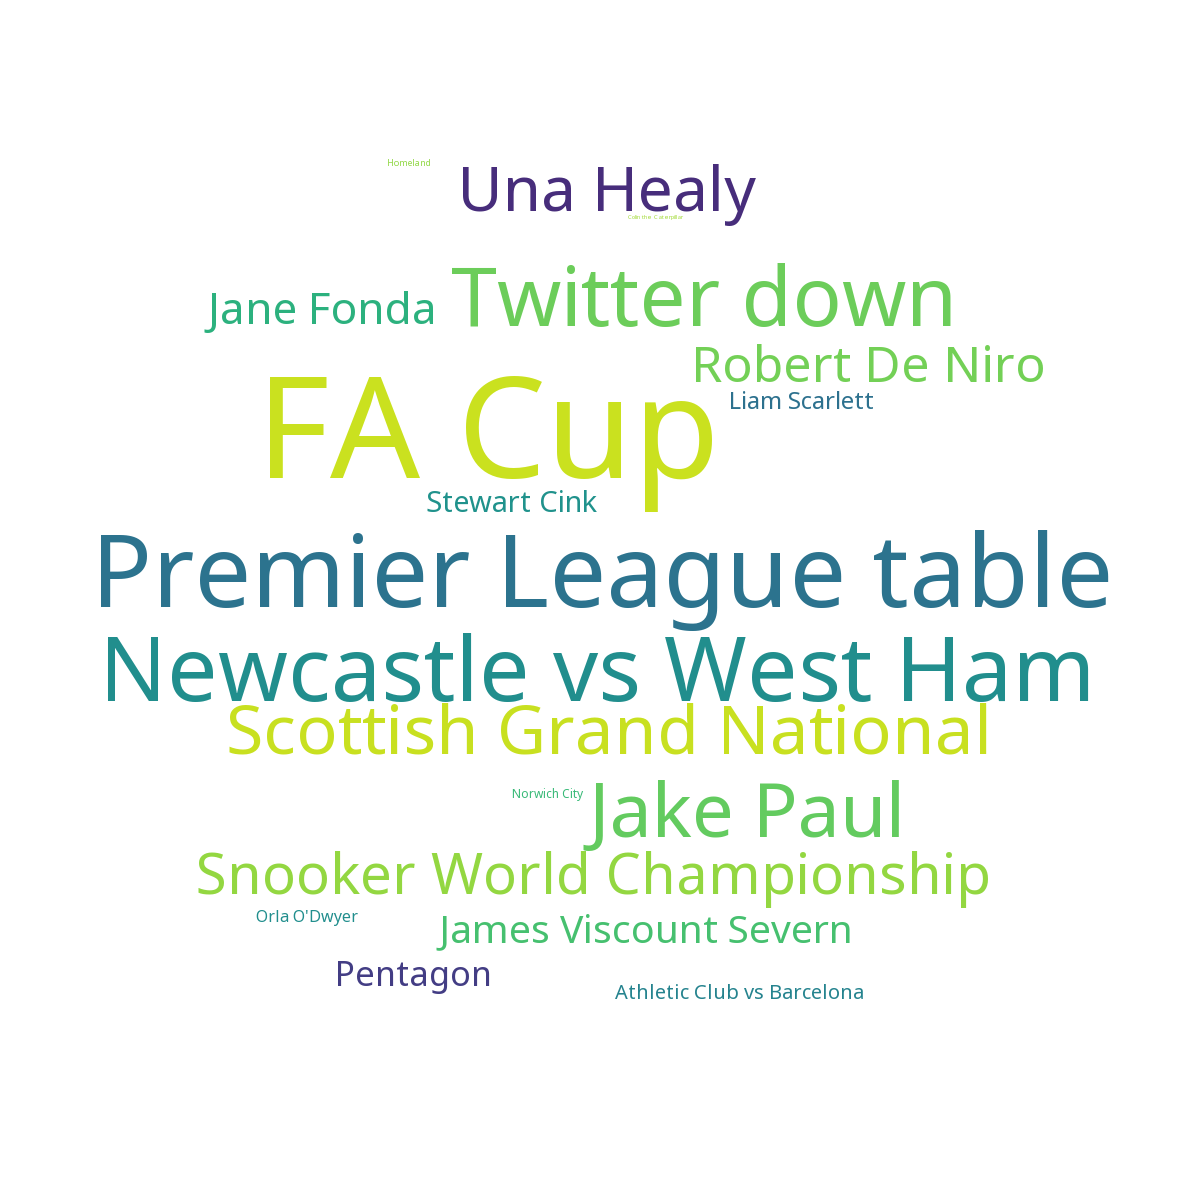 Homeland
Una Healy
Twitter down
Jane Fonda
Robert De Niro
Liam Scarlett
FA Cup
Stewart Cink
Premier League table
Newcastle vs West Ham
Scottish Grand National
Norwich City
Jake Paul
Snooker World Championship
Orla O'Dwyer
James Viscount Severn
Pentagon
Athletic Club vs Barcelona